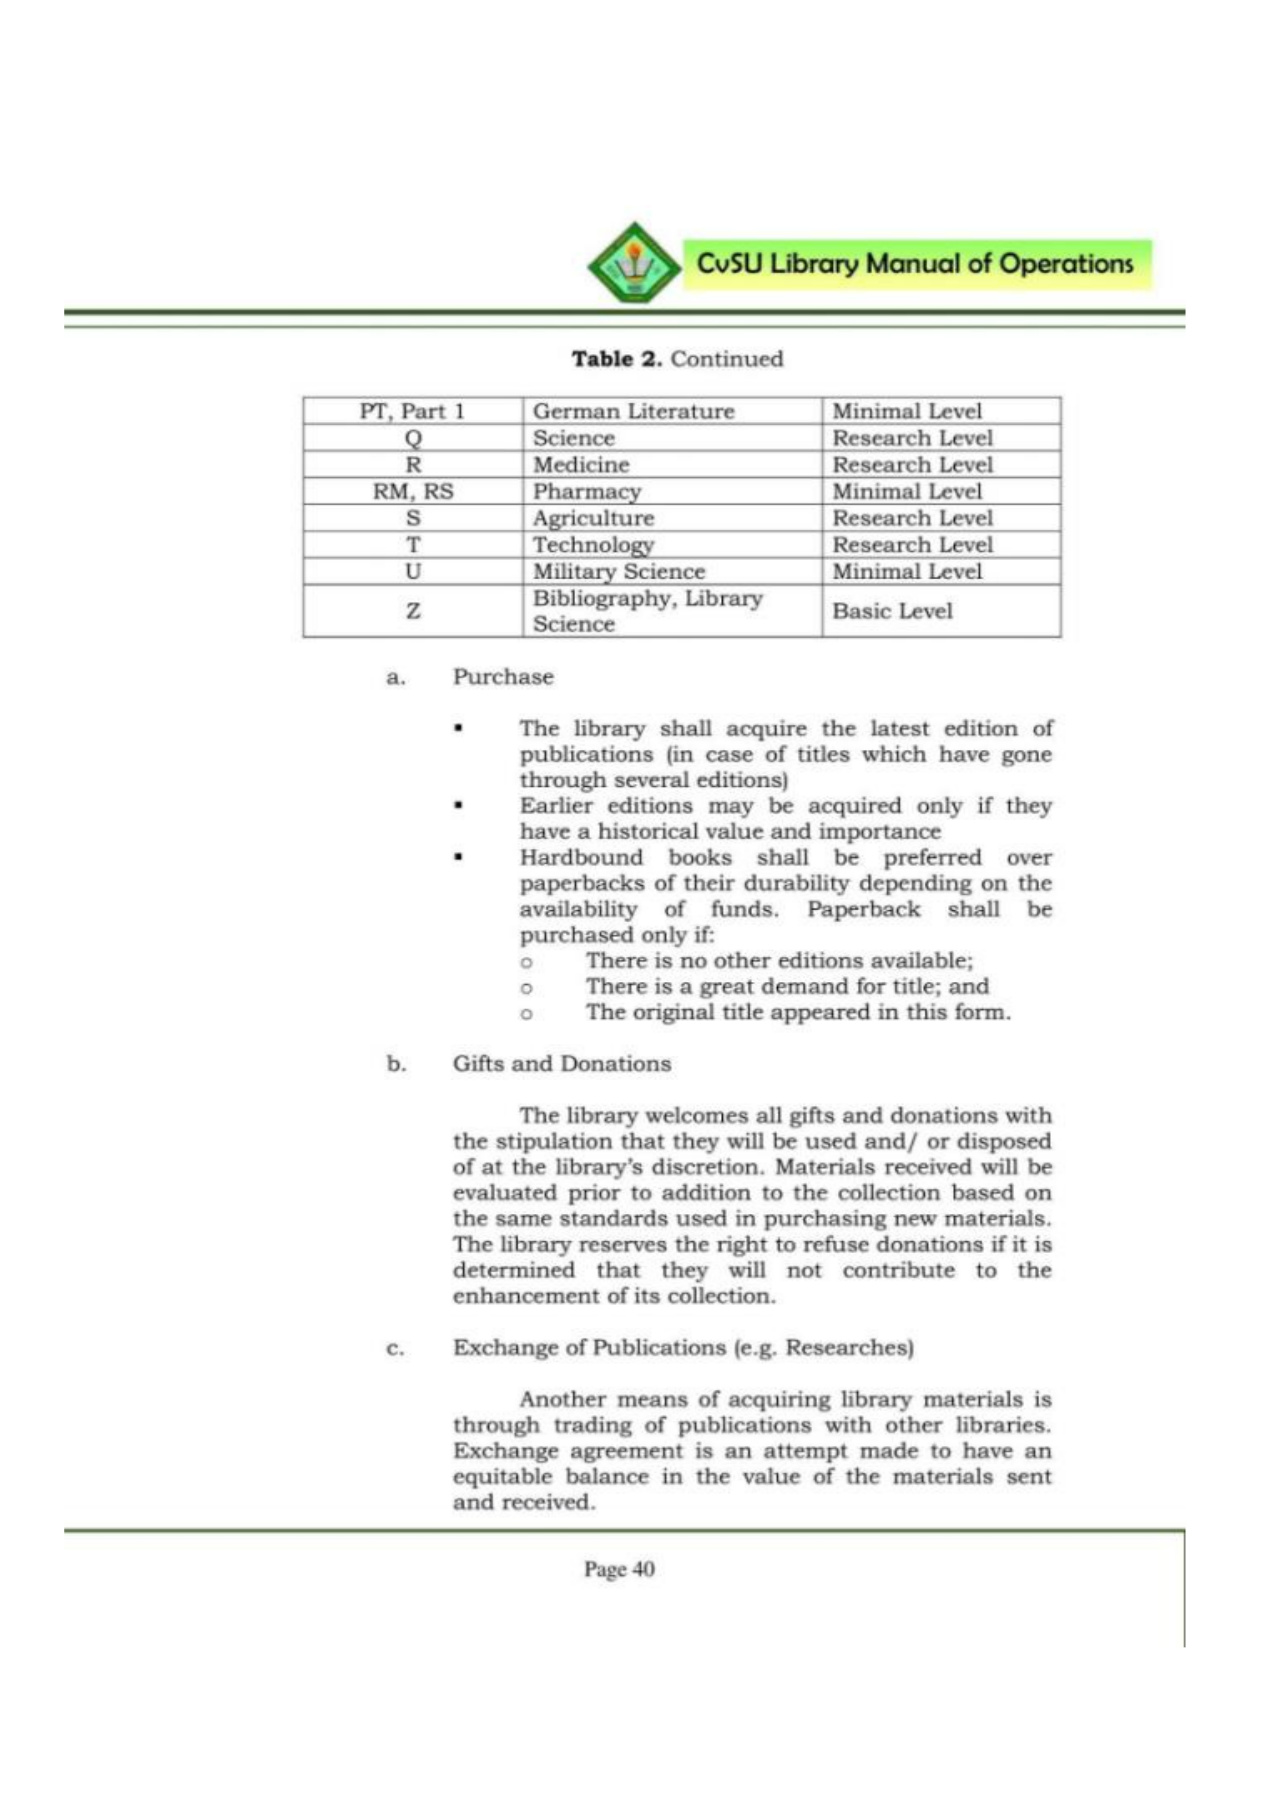 CvSU Library Manual of Operations
Table 2. Continued
PT, Part 1 German Literature Minimal Level
Q Science Research Level
R Medicine Research Level
RM, RS Pharmacy Minimal Level
S Agriculture Research Level
T Technology Research Level
U Military Science Minimal Level
Z Bibliography, Library Science Basic Level
a. Purchase
▪ The library shall acquire the latest edition of
publications (in case of titles which have gone
through several editions)
▪ Earlier editions may be acquired only if they
have a historical value and importance
▪ Hardbound books shall be preferred over
paperbacks of their durability depending on the
availability of funds. Paperback shall be
purchased only if:
o There is no other editions available;
o There is a great demand for title; and
o The original title appeared in this form.
b. Gifts and Donations
The library welcomes all gifts and donations with
the stipulation that they will be used and/ or disposed
of at the library's discretion. Materials received will be
evaluated prior to addition to the collection based on
the same standards used in purchasing new materials.
The library reserves the right to refuse donations if it is
determined that they will not contribute to the
enhancement of its collection.
c. Exchange of Publications (e.g. Researches)
Another means of acquiring library materials is
through trading of publications with other libraries.
Exchange agreement is an attempt made to have an
equitable balance in the value of the materials sent
and received.
Page 40